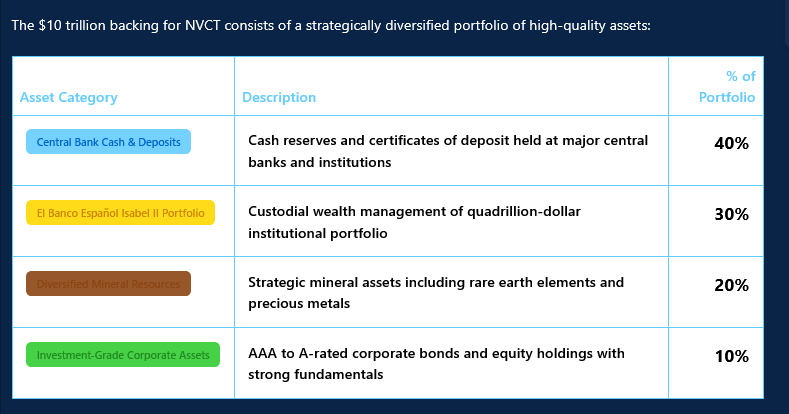 The $10 trillion backing for NVCT consists of a strategically diversified portfolio of high-quality assets:
Asset Category
Description
% of
Portfolio
Central Bank Cash & Deposits
Cash reserves and certificates of deposit held at major central
banks and institutions
40%
El Banco Español Isabel II Portfolio
Custodial wealth management of quadrillion-dollar
institutional portfolio
30%
Diversified Mineral Resources
Strategic mineral assets including rare earth elements and
precious metals
20%
Investment-Grade Corporate Assets
AAA to A-rated corporate bonds and equity holdings with
strong fundamentals
10%